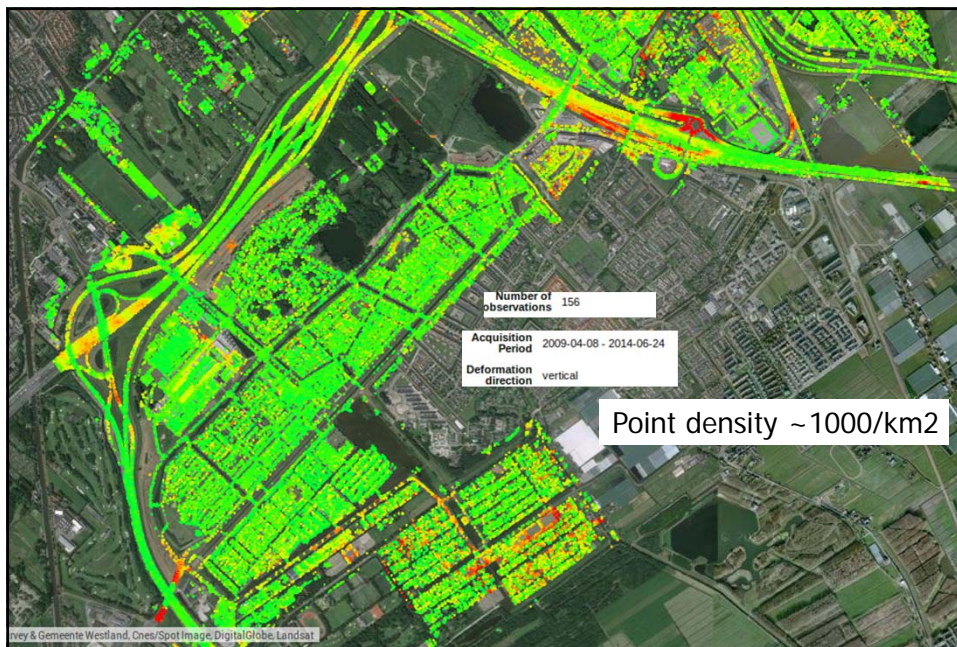 Number of
observations 156
Acquisition
Period 2009-04-08 - 2014-06-24
Deformation
direction vertical
Point density ~1000/km2
rvey & Gemeente Westland, Cnes/Spot Image, DigitalGlobe, Landsat